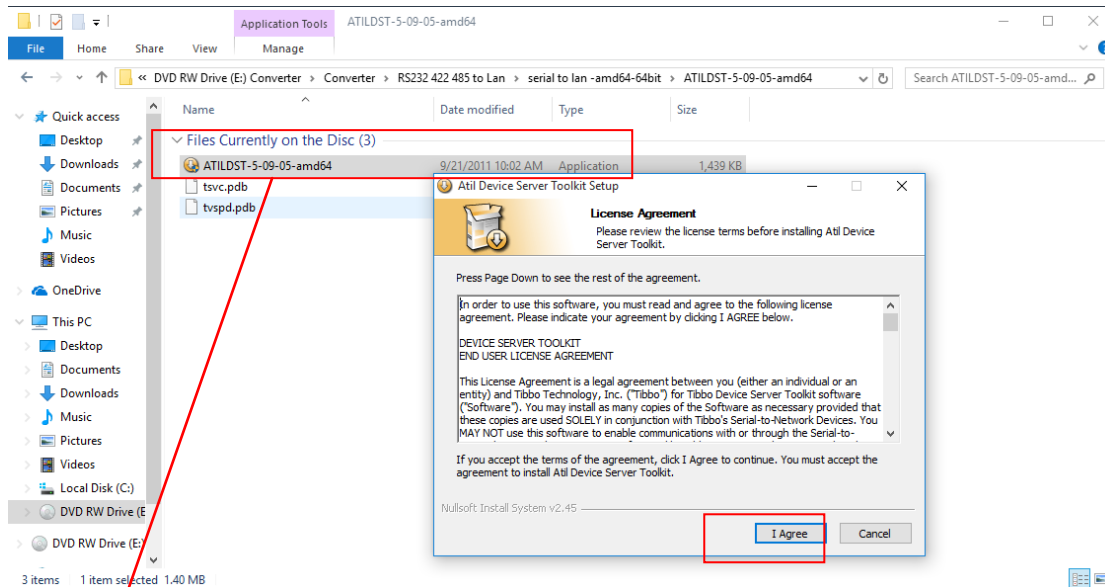 Application Tools ATILDST-5-09-05-amd64
File Home Share View Manage
« DVD RW Drive (E:) Converter › Converter › RS232 422 485 to Lan › serial to lan -amd64-64bit › ATILDST-5-09-05-amd64 Search ATILDST-5-09-05-amd...
Name Date modified Type Size
Quick access
Desktop
Downloads
Documents
Pictures
Music
Videos
OneDrive
This PC
Desktop
Documents
Downloads
Music
Pictures
Videos
Local Disk (C:)
DVD RW Drive (E
DVD RW Drive (E:)
Files Currently on the Disc (3)
ATILDST-5-09-05-amd64 9/21/2011 10:02 AM Application 1,439 KB
tsvc.pdb
tvspd.pdb
Atil Device Server Toolkit Setup
License Agreement
Please review the license terms before installing Atil Device
Server Toolkit.
Press Page Down to see the rest of the agreement.
In order to use this software, you must read and agree to the following license
agreement. Please indicate your agreement by clicking I AGREE below.
DEVICE SERVER TOOLKIT
END USER LICENSE AGREEMENT
This License Agreement is a legal agreement between you (either an individual or an
entity) and Tibbo Technology, Inc. ("Tibbo") for Tibbo Device Server Toolkit software
("Software"). You may install as many copies of the Software as necessary provided that
these copies are used SOLELY in conjunction with Tibbo's Serial-to-Network Devices. You
MAY NOT use this software to enable communications with or through the Serial-to-
If you accept the terms of the agreement, click I Agree to continue. You must accept the
agreement to install Atil Device Server Toolkit.
Nullsoft Install System v2.45
I Agree Cancel
3 items 1 item selected 1.40 MB